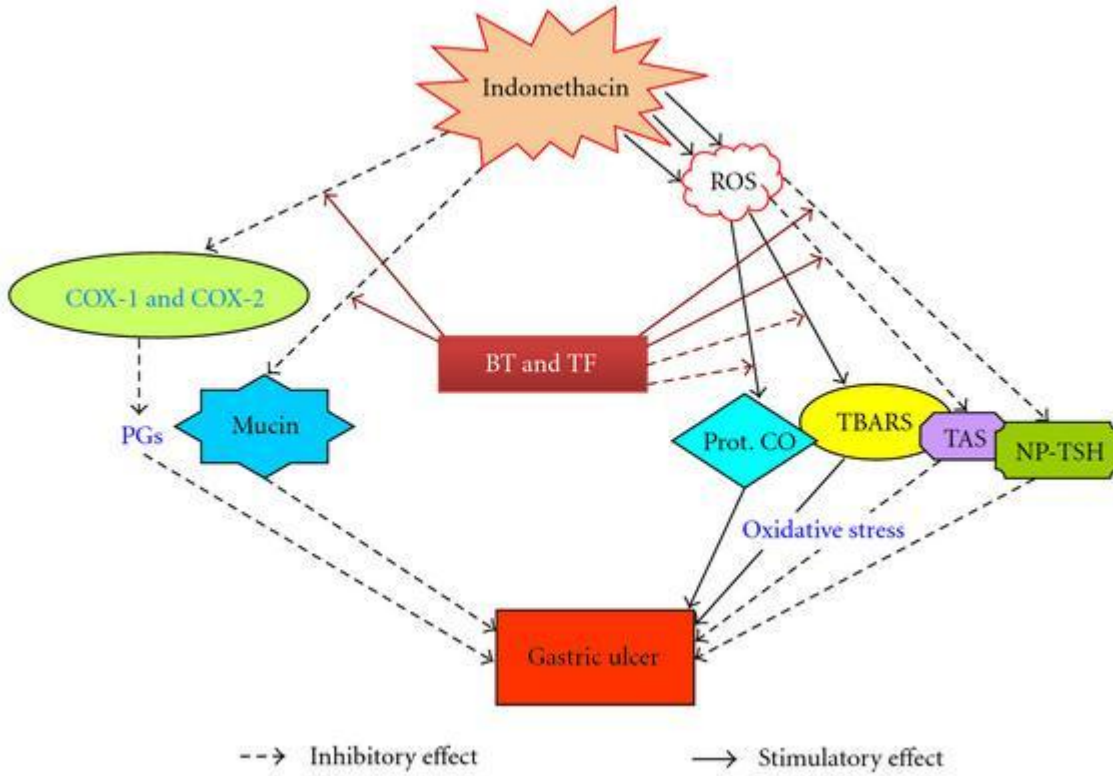 Indomethacin
ROS
COX-1 and COX-2
BT and TF
PGs
Mucin
Prot. CO
TBARS
TAS
NP-TSH
Oxidative stress
Gastric ulcer
Inhibitory effect
Stimulatory effect